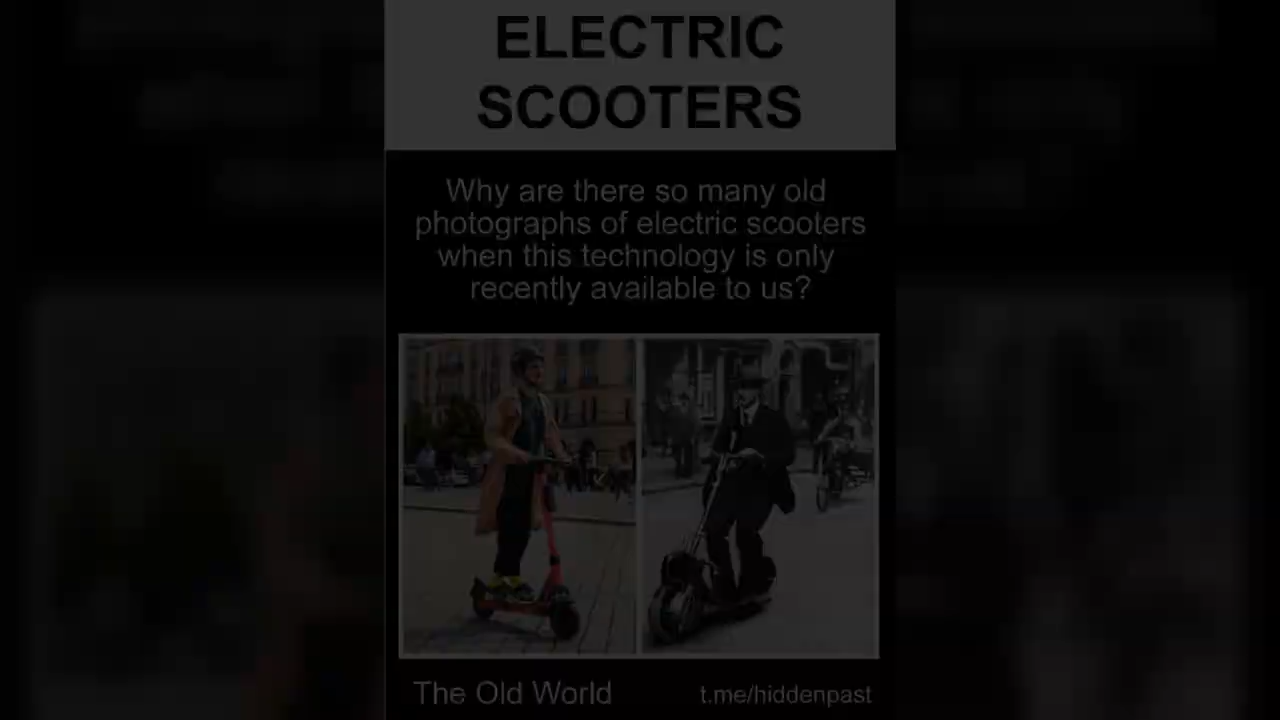 ELECTRIC
SCOOTERS
Why are there so many old
photographs of electric scooters
when this technology is only
recently available to us?
The Old World
t.me/hiddenpast